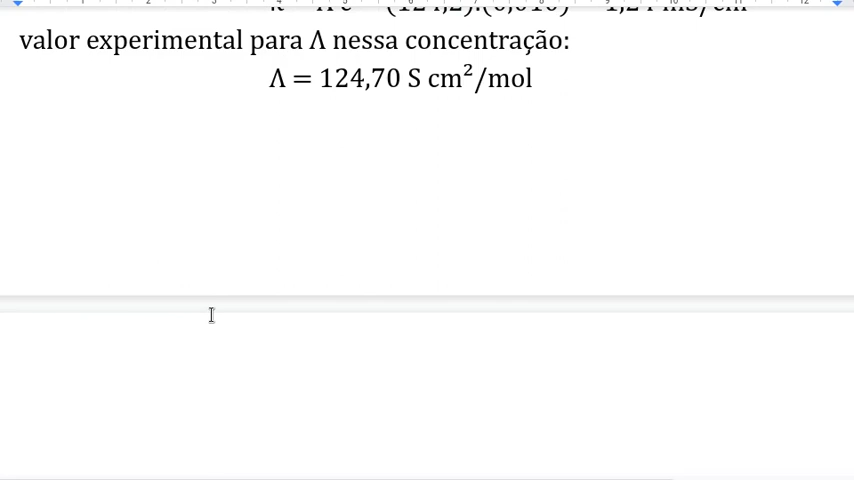 valor experimental para Λ nessa concentração:
Λ = 124,70 S cm²/mol